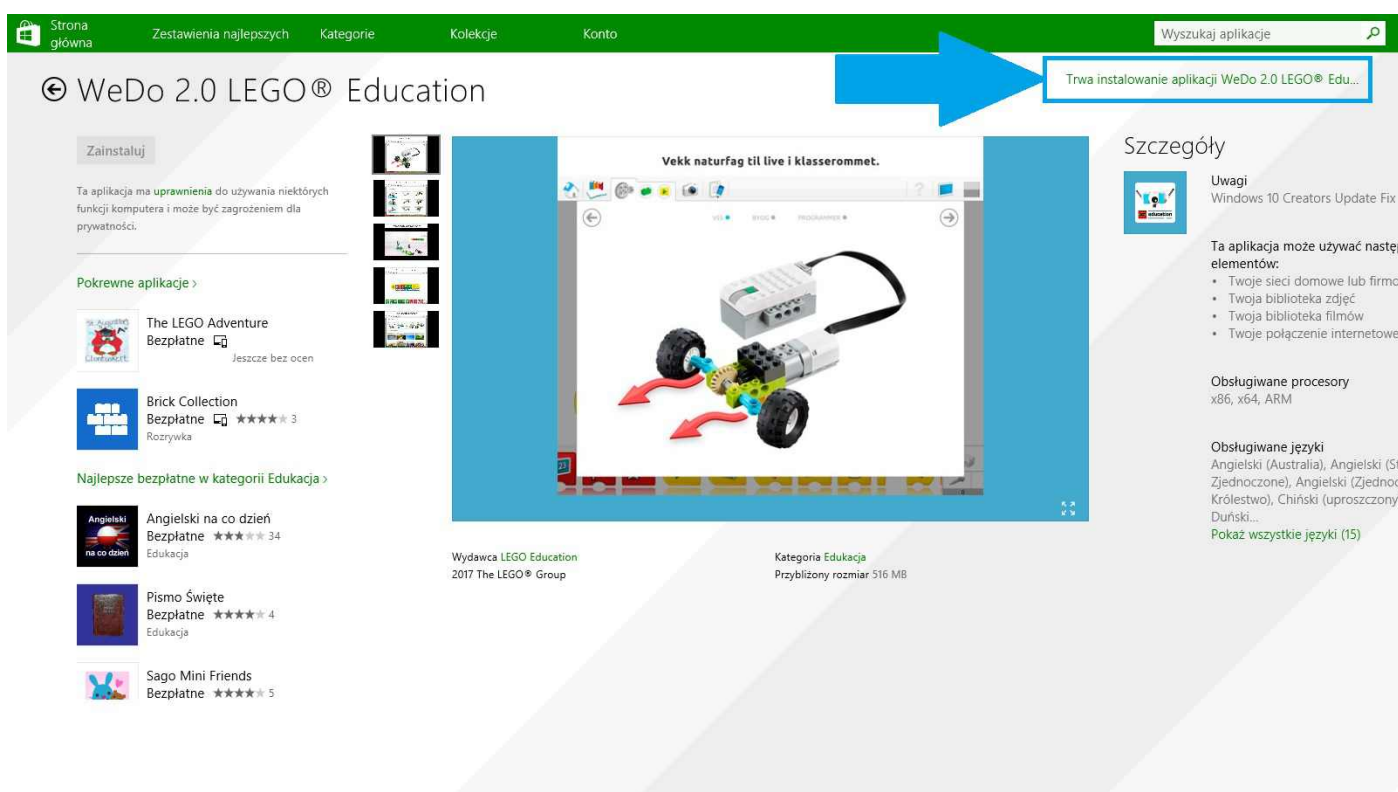 Strona
główna
Zestawienia najlepszych
Kategorie
Kolekcje
Konto
Wyszukaj aplikacje
WeDo 2.0 LEGO® Education
Trwa instalowanie aplikacji WeDo 2.0 LEGO® Edu...
Zainstaluj
Ta aplikacja ma uprawnienia do używania niektórych
funkcji komputera i może być zagrożeniem dla
prywatności.
Pokrewne aplikacje ›
The LEGO Adventure
Bezpłatne
Jeszcze bez ocen
Brick Collection
Bezpłatne ★★★★★ 3
Rozrywka
Najlepsze bezpłatne w kategorii Edukacja ›
Angielski
na co dzień
Angielski na co dzień
Bezpłatne ★★★★★ 34
Edukacja
Pismo Święte
Bezpłatne ★★★★★ 4
Edukacja
Sago Mini Friends
Bezpłatne ★★★★★ 5
Vekk naturfag til live i klasserommet.
BYGG
PROGRAMMER
Wydawca LEGO Education
2017 The LEGO® Group
Kategoria Edukacja
Przybliżony rozmiar 516 MB
Szczegóły
education
Uwagi
Windows 10 Creators Update Fix
Ta aplikacja może używać nastę
elementów:
• Twoje sieci domowe lub firmo
• Twoja biblioteka zdjęć
• Twoja biblioteka filmów
• Twoje połączenie internetowe
Obsługiwane procesory
x86, x64, ARM
Obsługiwane języki
Angielski (Australia), Angielski (St
Zjednoczone), Angielski (Zjednoc
Królestwo), Chiński (uproszczony
Duński...
Pokaż wszystkie języki (15)